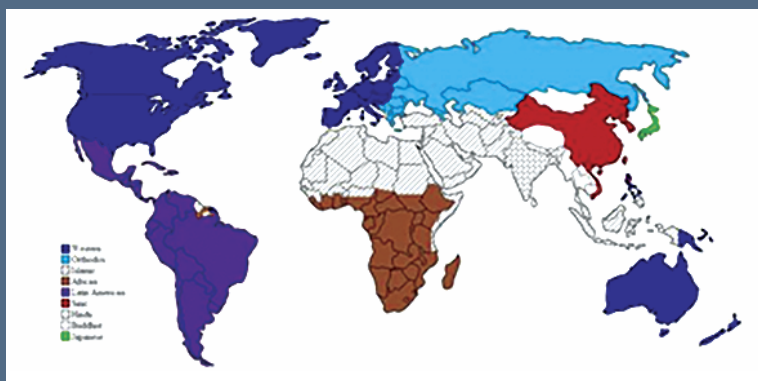 Western
Orthodox
Islamic
African
Latin American
Sinic
Hindu
Buddhist
Japanese